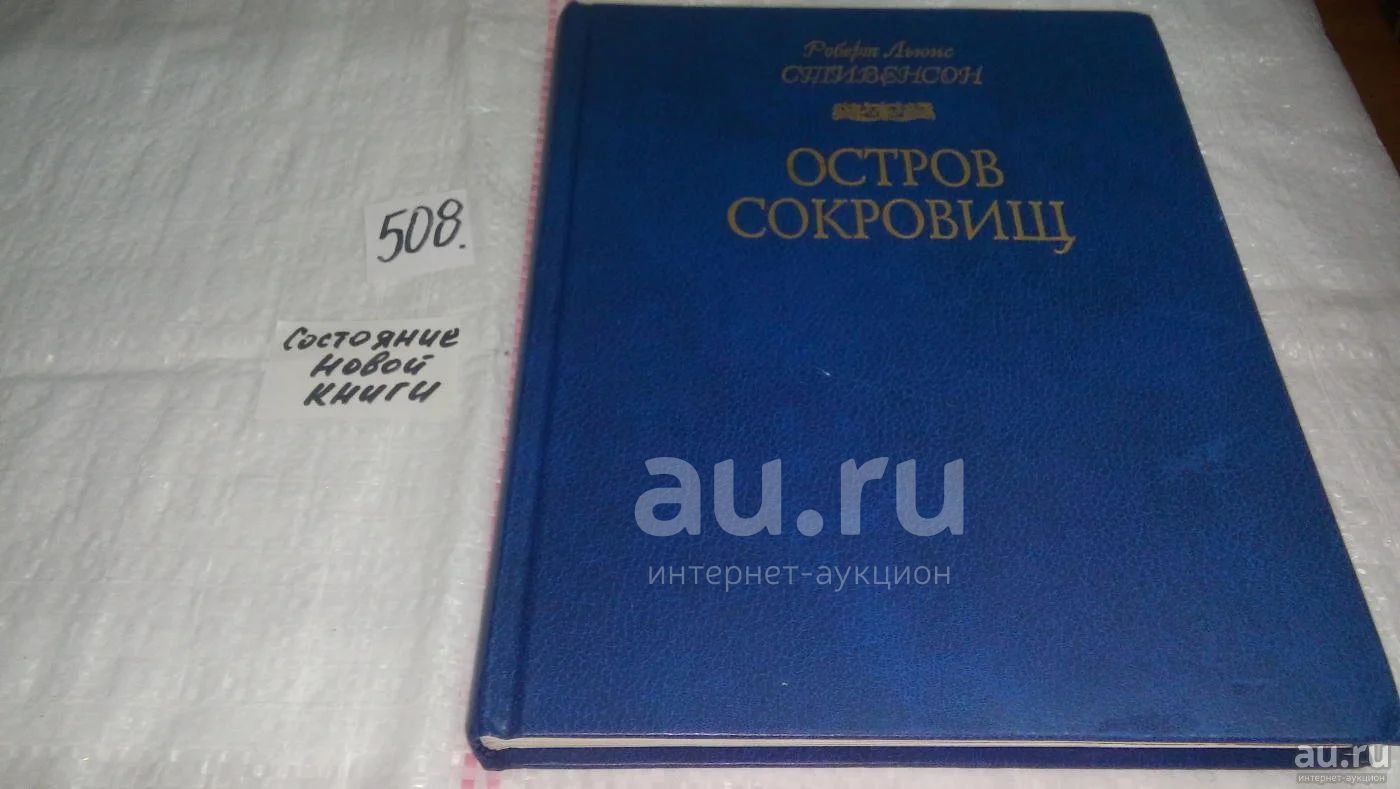 Роберт Льюис
СТИВЕНСОН
ОСТРОВ
СОКРОВИЩ
508.
Состояние
новой
книги
au.ru
интернет-аукцион
au.ru
интернет-аукцион